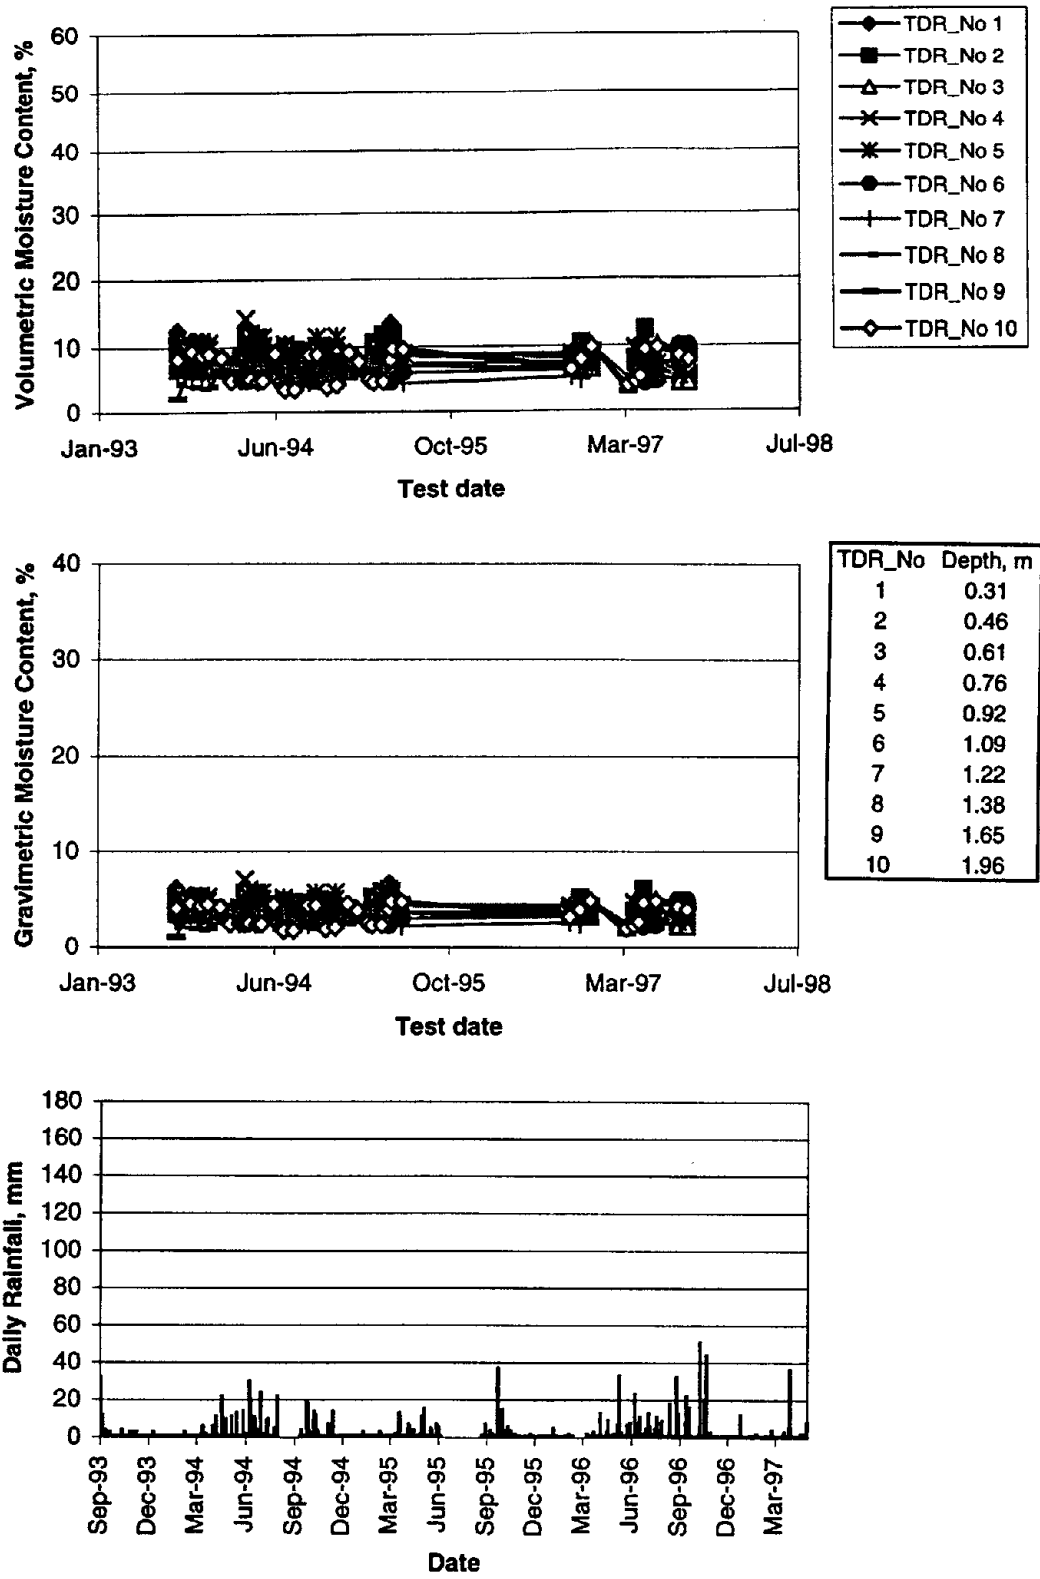 Volumetric Moisture Content, %
60
50
40
30
20
10
0
Jan-93 Jun-94 Oct-95 Mar-97 Jul-98
Test date
TDR_No 1
TDR_No 2
TDR_No 3
TDR_No 4
TDR_No 5
TDR_No 6
TDR_No 7
TDR_No 8
TDR_No 9
TDR_No 10
Gravimetric Moisture Content, %
40
30
20
10
0
Jan-93 Jun-94 Oct-95 Mar-97 Jul-98
Test date
TDR_No Depth, m
1 0.31
2 0.46
3 0.61
4 0.76
5 0.92
6 1.09
7 1.22
8 1.38
9 1.65
10 1.96
Daily Rainfall, mm
180
160
140
120
100
80
60
40
20
0
Sep-93 Dec-93 Mar-94 Jun-94 Sep-94 Dec-94 Mar-95 Jun-95 Sep-95 Dec-95 Mar-96 Jun-96 Sep-96 Dec-96 Mar-97
Date